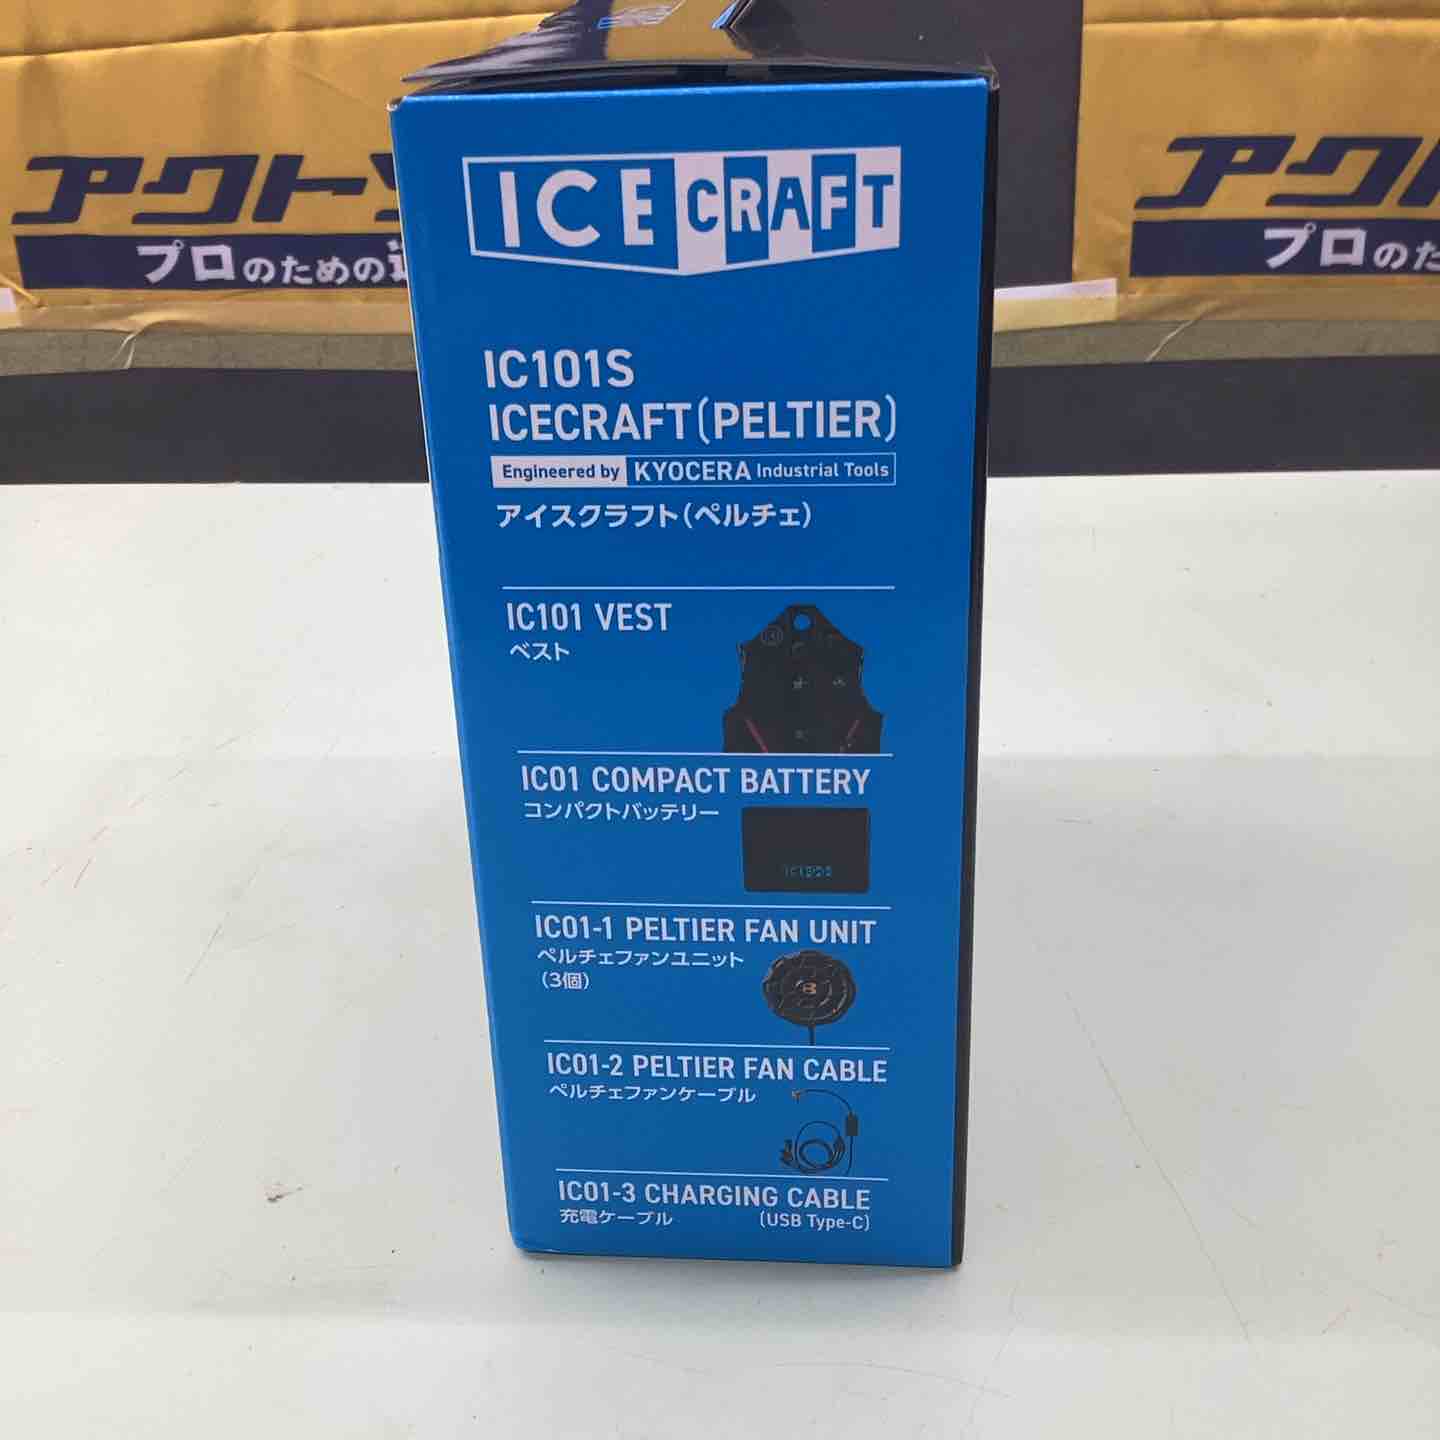 アクト
プロのための
アクト
プロのた
ICE CRAFT
IC101S
ICECRAFT(PELTIER)
Engineered by KYOCERA Industrial Tools
アイスクラフト(ペルチェ)
IC101 VEST
ベスト
IC01 COMPACT BATTERY
コンパクトバッテリー
IC01-1 PELTIER FAN UNIT
ペルチェファンユニット
(3個)
B
IC01-2 PELTIER FAN CABLE
ペルチェファンケーブル
IC01-3 CHARGING CABLE
充電ケーブル (USB Type-C)